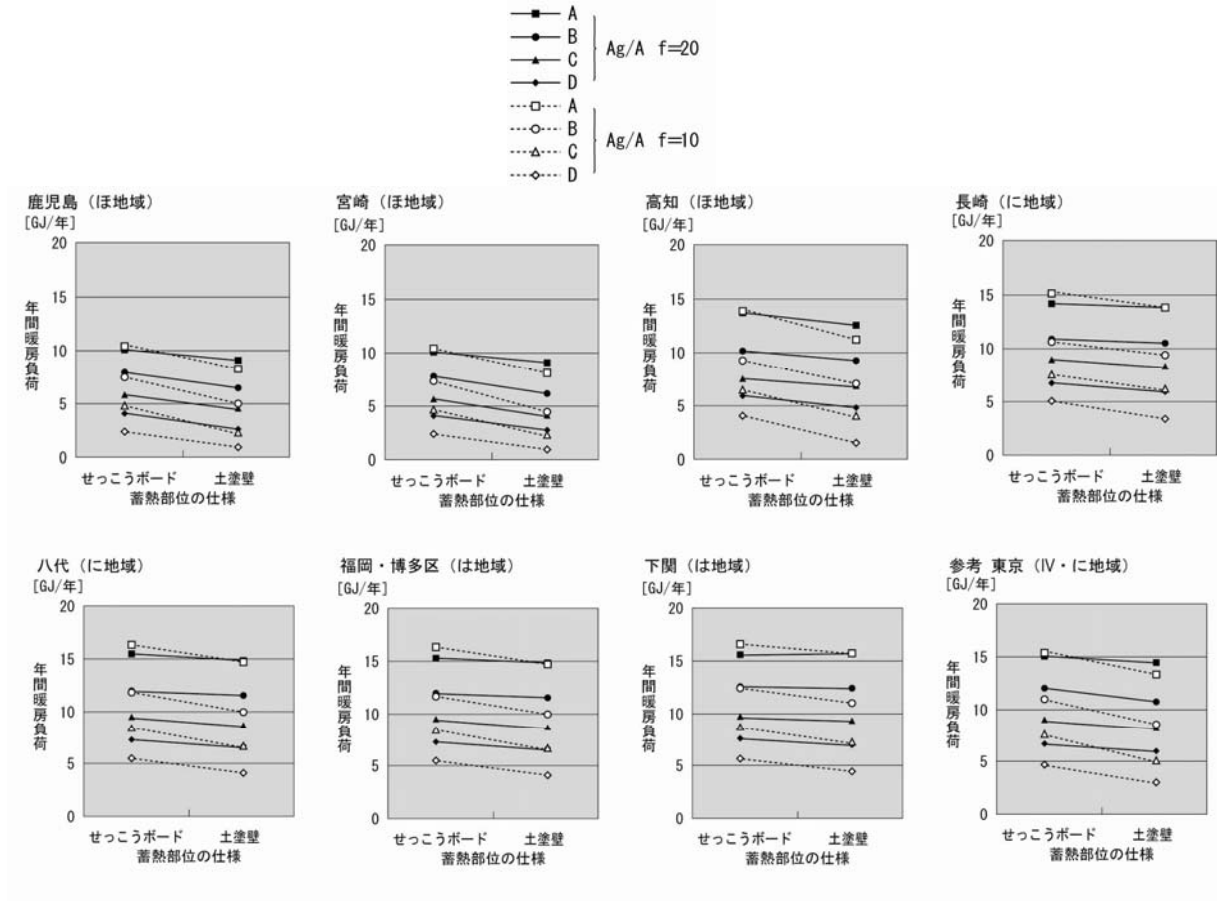 A
B
C
D
Ag/A f=20
A
B
C
D
Ag/A f=10
鹿児島（ほ地域）
[GJ/年]
20
15
10
5
0
年間暖房負荷
せっこうボード 土塗壁
蓄熱部位の仕様
宮崎（ほ地域）
[GJ/年]
20
15
10
5
0
年間暖房負荷
せっこうボード 土塗壁
蓄熱部位の仕様
高知（ほ地域）
[GJ/年]
20
15
10
5
0
年間暖房負荷
せっこうボード 土塗壁
蓄熱部位の仕様
長崎（に地域）
[GJ/年]
20
15
10
5
0
年間暖房負荷
せっこうボード 土塗壁
蓄熱部位の仕様
八代（に地域）
[GJ/年]
20
15
10
5
0
年間暖房負荷
せっこうボード 土塗壁
蓄熱部位の仕様
福岡・博多区（は地域）
[GJ/年]
20
15
10
5
0
年間暖房負荷
せっこうボード 土塗壁
蓄熱部位の仕様
下関（は地域）
[GJ/年]
20
15
10
5
0
年間暖房負荷
せっこうボード 土塗壁
蓄熱部位の仕様
参考 東京（Ⅳ・に地域）
[GJ/年]
20
15
10
5
0
年間暖房負荷
せっこうボード 土塗壁
蓄熱部位の仕様